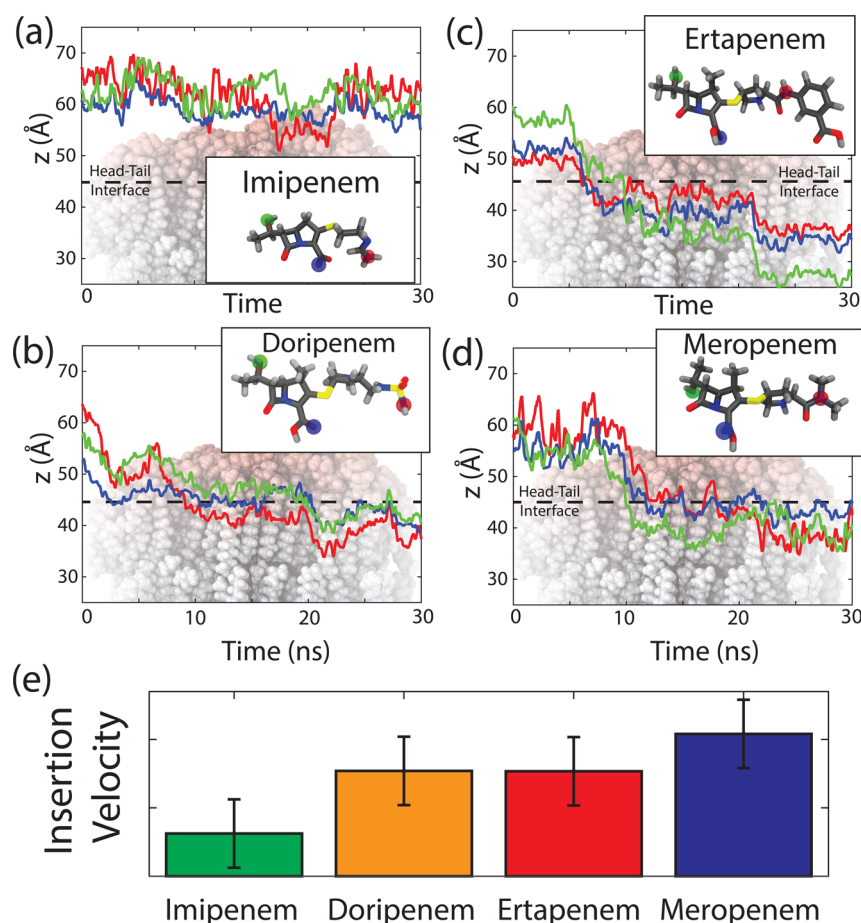 (a)
70
60
50
40
30
z (Å)
Head-Tail
Interface
Imipenem
0
Time
30
(c)
70
60
50
40
30
z (Å)
Ertapenem
Head-Tail
Interface
0
Time
30
(b)
70
60
50
40
30
z (Å)
Doripenem
0
10
20
30
Time (ns)
(d)
70
60
50
40
30
z (Å)
Meropenem
Head-Tail
Interface
0
10
20
30
Time (ns)
(e)
Insertion
Velocity
Imipenem
Doripenem
Ertapenem
Meropenem